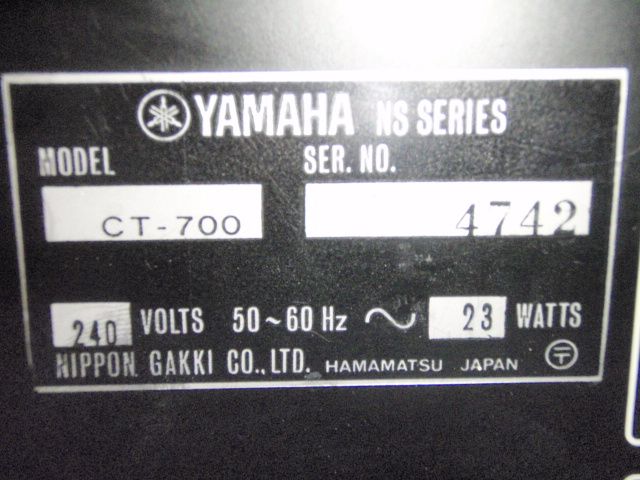 YAMAHA NS SERIES
MODEL SER. NO.
CT-700 4742
240 VOLTS 50~60 Hz 23 WATTS
NIPPON GAKKI CO., LTD. HAMAMATSU JAPAN